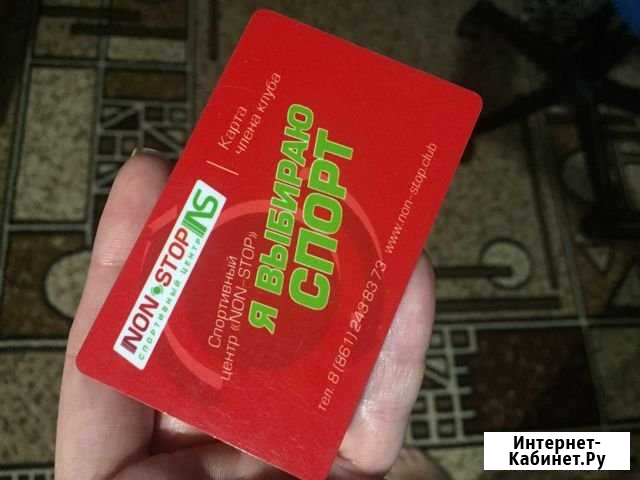 NON-STOP NS
СПОРТИВНЫЙ ЦЕНТР
Карта
члена клуба
Спортивный
центр «NON-STOP»
Я ВЫБИРАЮ
СПОРТ
тел. 8 (861) 243 83 73 www.non-stop.club
Интернет-
Кабинет.Ру